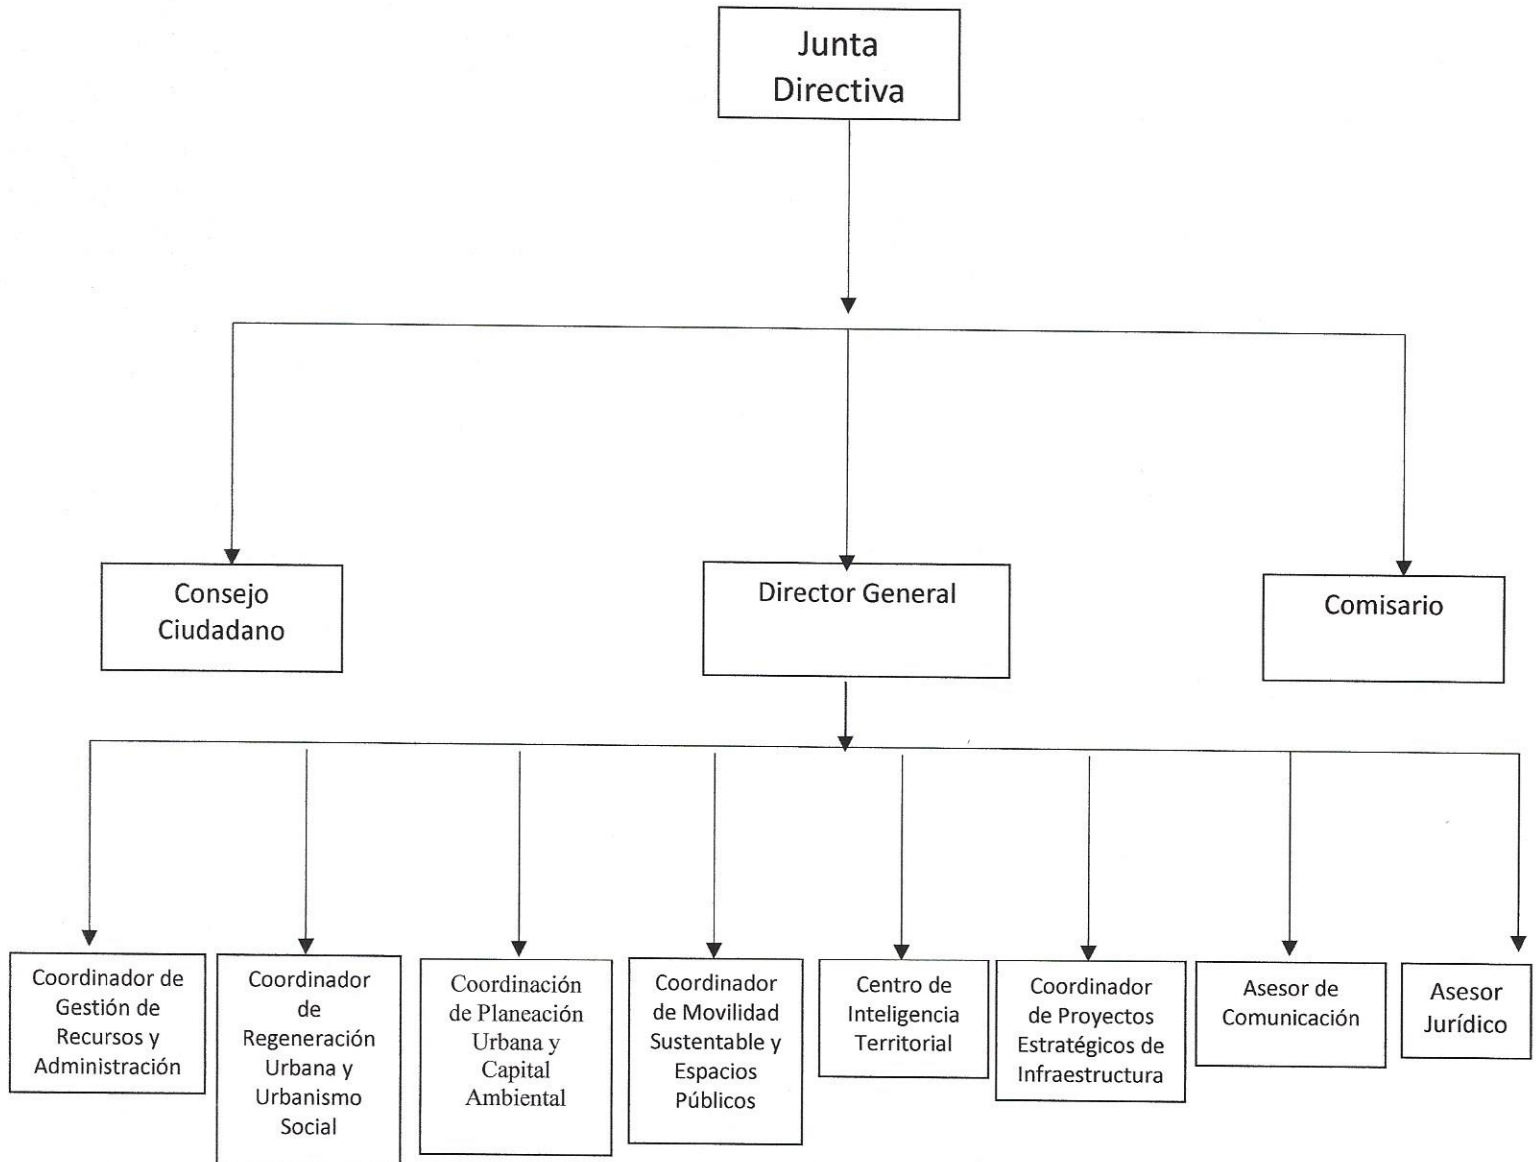 Junta
Directiva
Consejo
Ciudadano
Director General
Comisario
Coordinador de
Gestión de
Recursos y
Administración
Coordinador
de
Regeneración
Urbana y
Urbanismo
Social
Coordinación
de Planeación
Urbana y
Capital
Ambiental
Coordinador
de Movilidad
Sustentable y
Espacios
Públicos
Centro de
Inteligencia
Territorial
Coordinador
de Proyectos
Estratégicos de
Infraestructura
Asesor de
Comunicación
Asesor
Jurídico